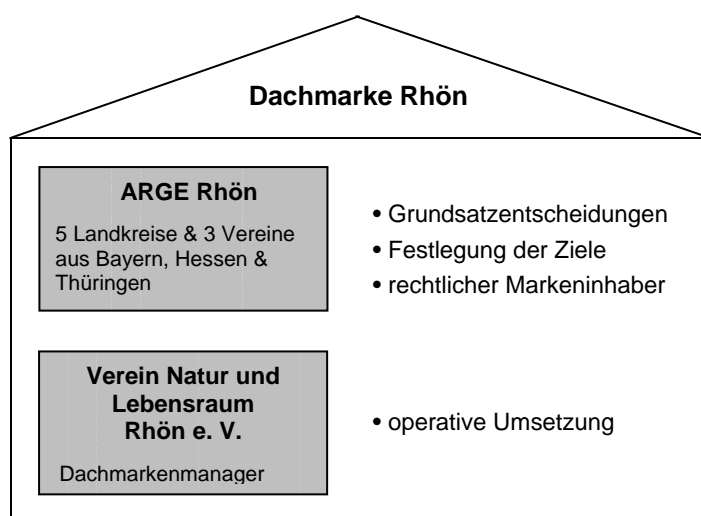 Dachmarke Rhön
ARGE Rhön
5 Landkreise & 3 Vereine
aus Bayern, Hessen &
Thüringen
• Grundsatzentscheidungen
• Festlegung der Ziele
• rechtlicher Markeninhaber
Verein Natur und
Lebensraum
Rhön e. V.
Dachmarkenmanager
• operative Umsetzung